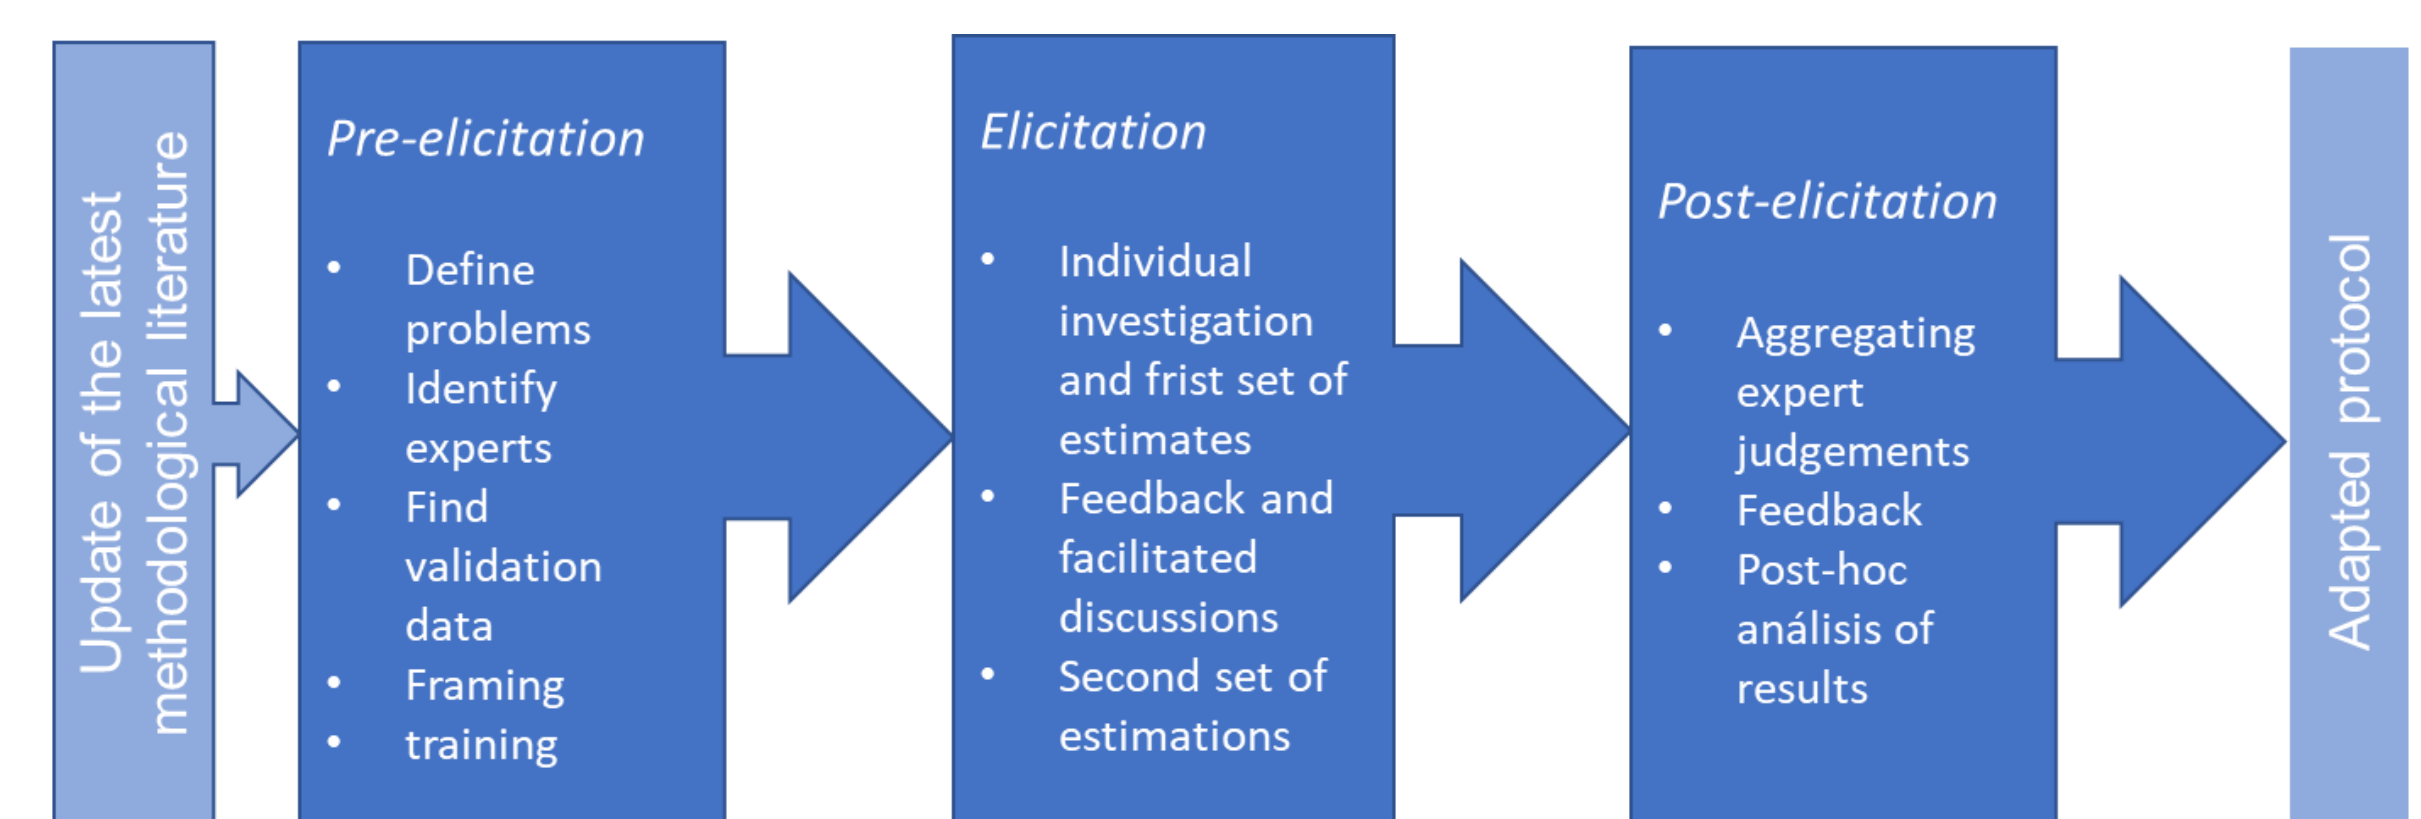 Update of the latest
methodological literature
Pre-elicitation
• Define
problems
• Identify
experts
• Find
validation
data
• Framing
• training
Elicitation
• Individual
investigation
and frist set of
estimates
• Feedback and
facilitated
discussions
• Second set of
estimations
Post-elicitation
• Aggregating
expert
judgements
• Feedback
• Post-hoc
análisis of
results
Adapted protocol